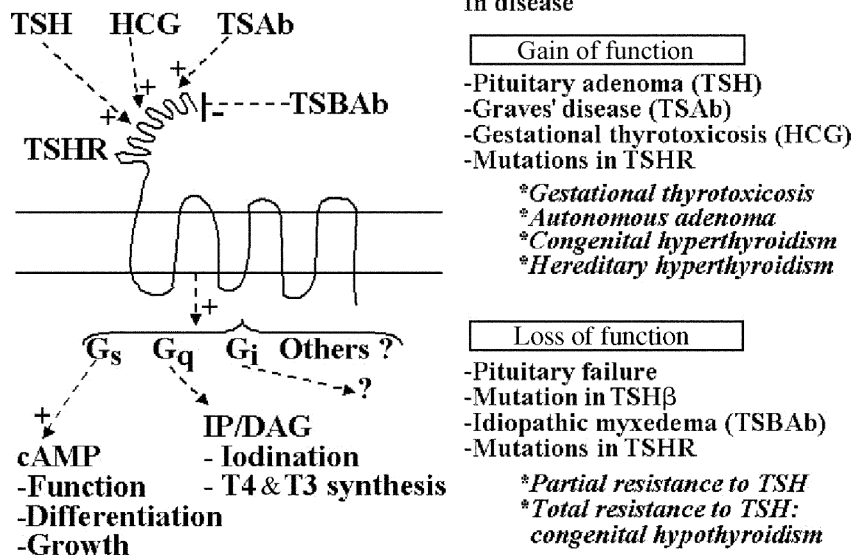 TSH HCG TSAb
+
+
+
TSBAb
-
TSHR
+
Gs Gq Gi Others ?
?
+
IP/DAG
cAMP
- Iodination
-Function
- T4 & T3 synthesis
-Differentiation
-Growth
In disease
Gain of function
-Pituitary adenoma (TSH)
-Graves' disease (TSAb)
-Gestational thyrotoxicosis (HCG)
-Mutations in TSHR
*Gestational thyrotoxicosis
*Autonomous adenoma
*Congenital hyperthyroidism
*Hereditary hyperthyroidism
Loss of function
-Pituitary failure
-Mutation in TSHβ
-Idiopathic myxedema (TSBAb)
-Mutations in TSHR
*Partial resistance to TSH
*Total resistance to TSH:
congenital hypothyroidism